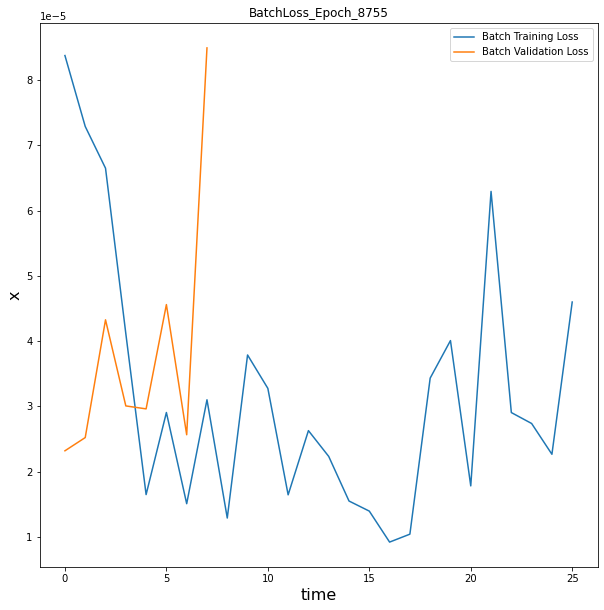 BatchLoss_Epoch_8755
1e−5
Batch Training Loss
Batch Validation Loss
8
7
6
5
4
3
2
1
x
0 5 10 15 20 25
time